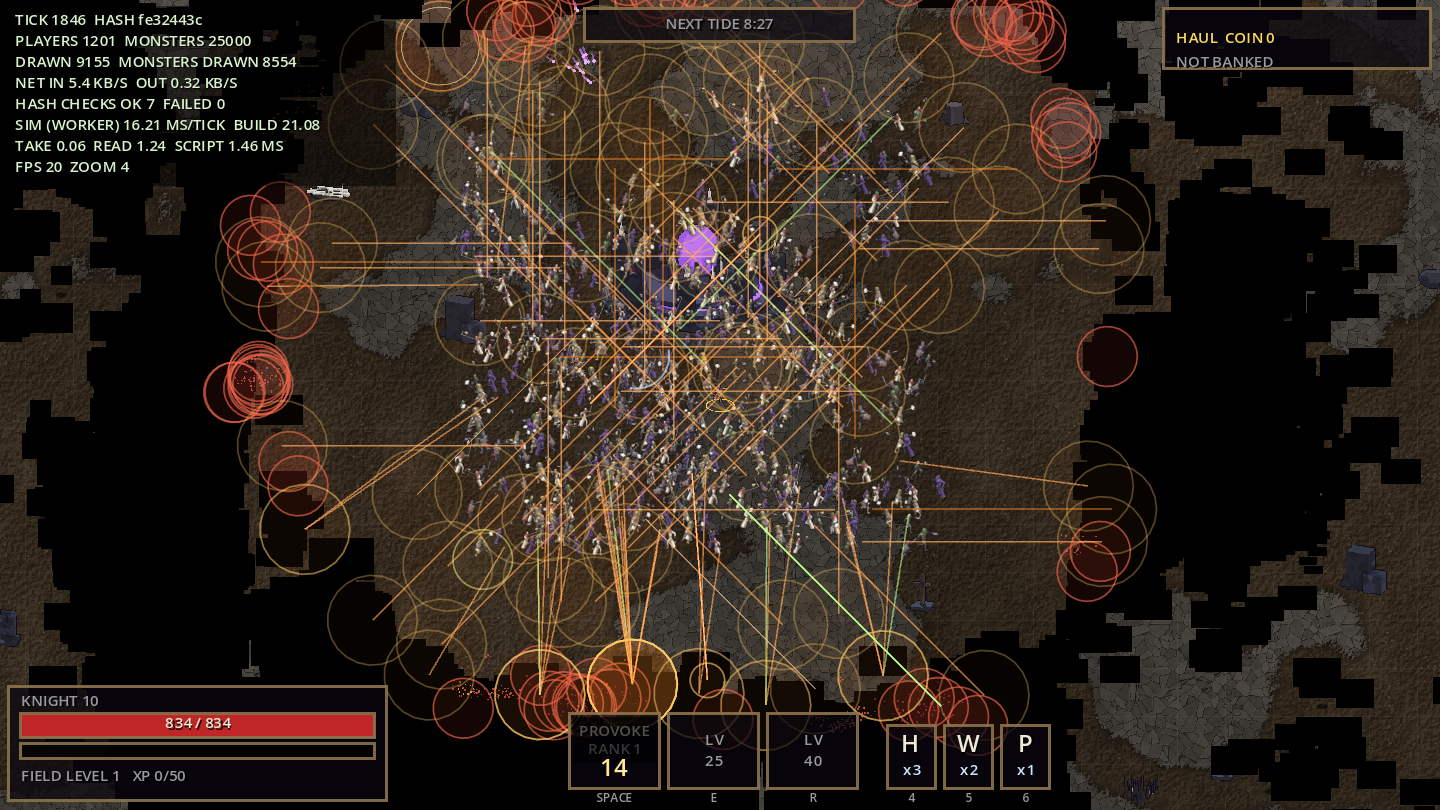 TICK 1846 HASH fe32443c
PLAYERS 1201 MONSTERS 25000
DRAWN 9155 MONSTERS DRAWN 8554
NET IN 5.4 KB/S OUT 0.32 KB/S
HASH CHECKS OK 7 FAILED 0
SIM (WORKER) 16.21 MS/TICK BUILD 21.08
TAKE 0.06 READ 1.24 SCRIPT 1.46 MS
FPS 20 ZOOM 4
NEXT TIDE 8:27
HAUL COIN 0
NOT BANKED
KNIGHT 10
834 / 834
FIELD LEVEL 1 XP 0/50
PROVOKE
RANK 1
14
SPACE
LV
25
E
LV
40
R
H
x3
4
W
x2
5
P
x1
6